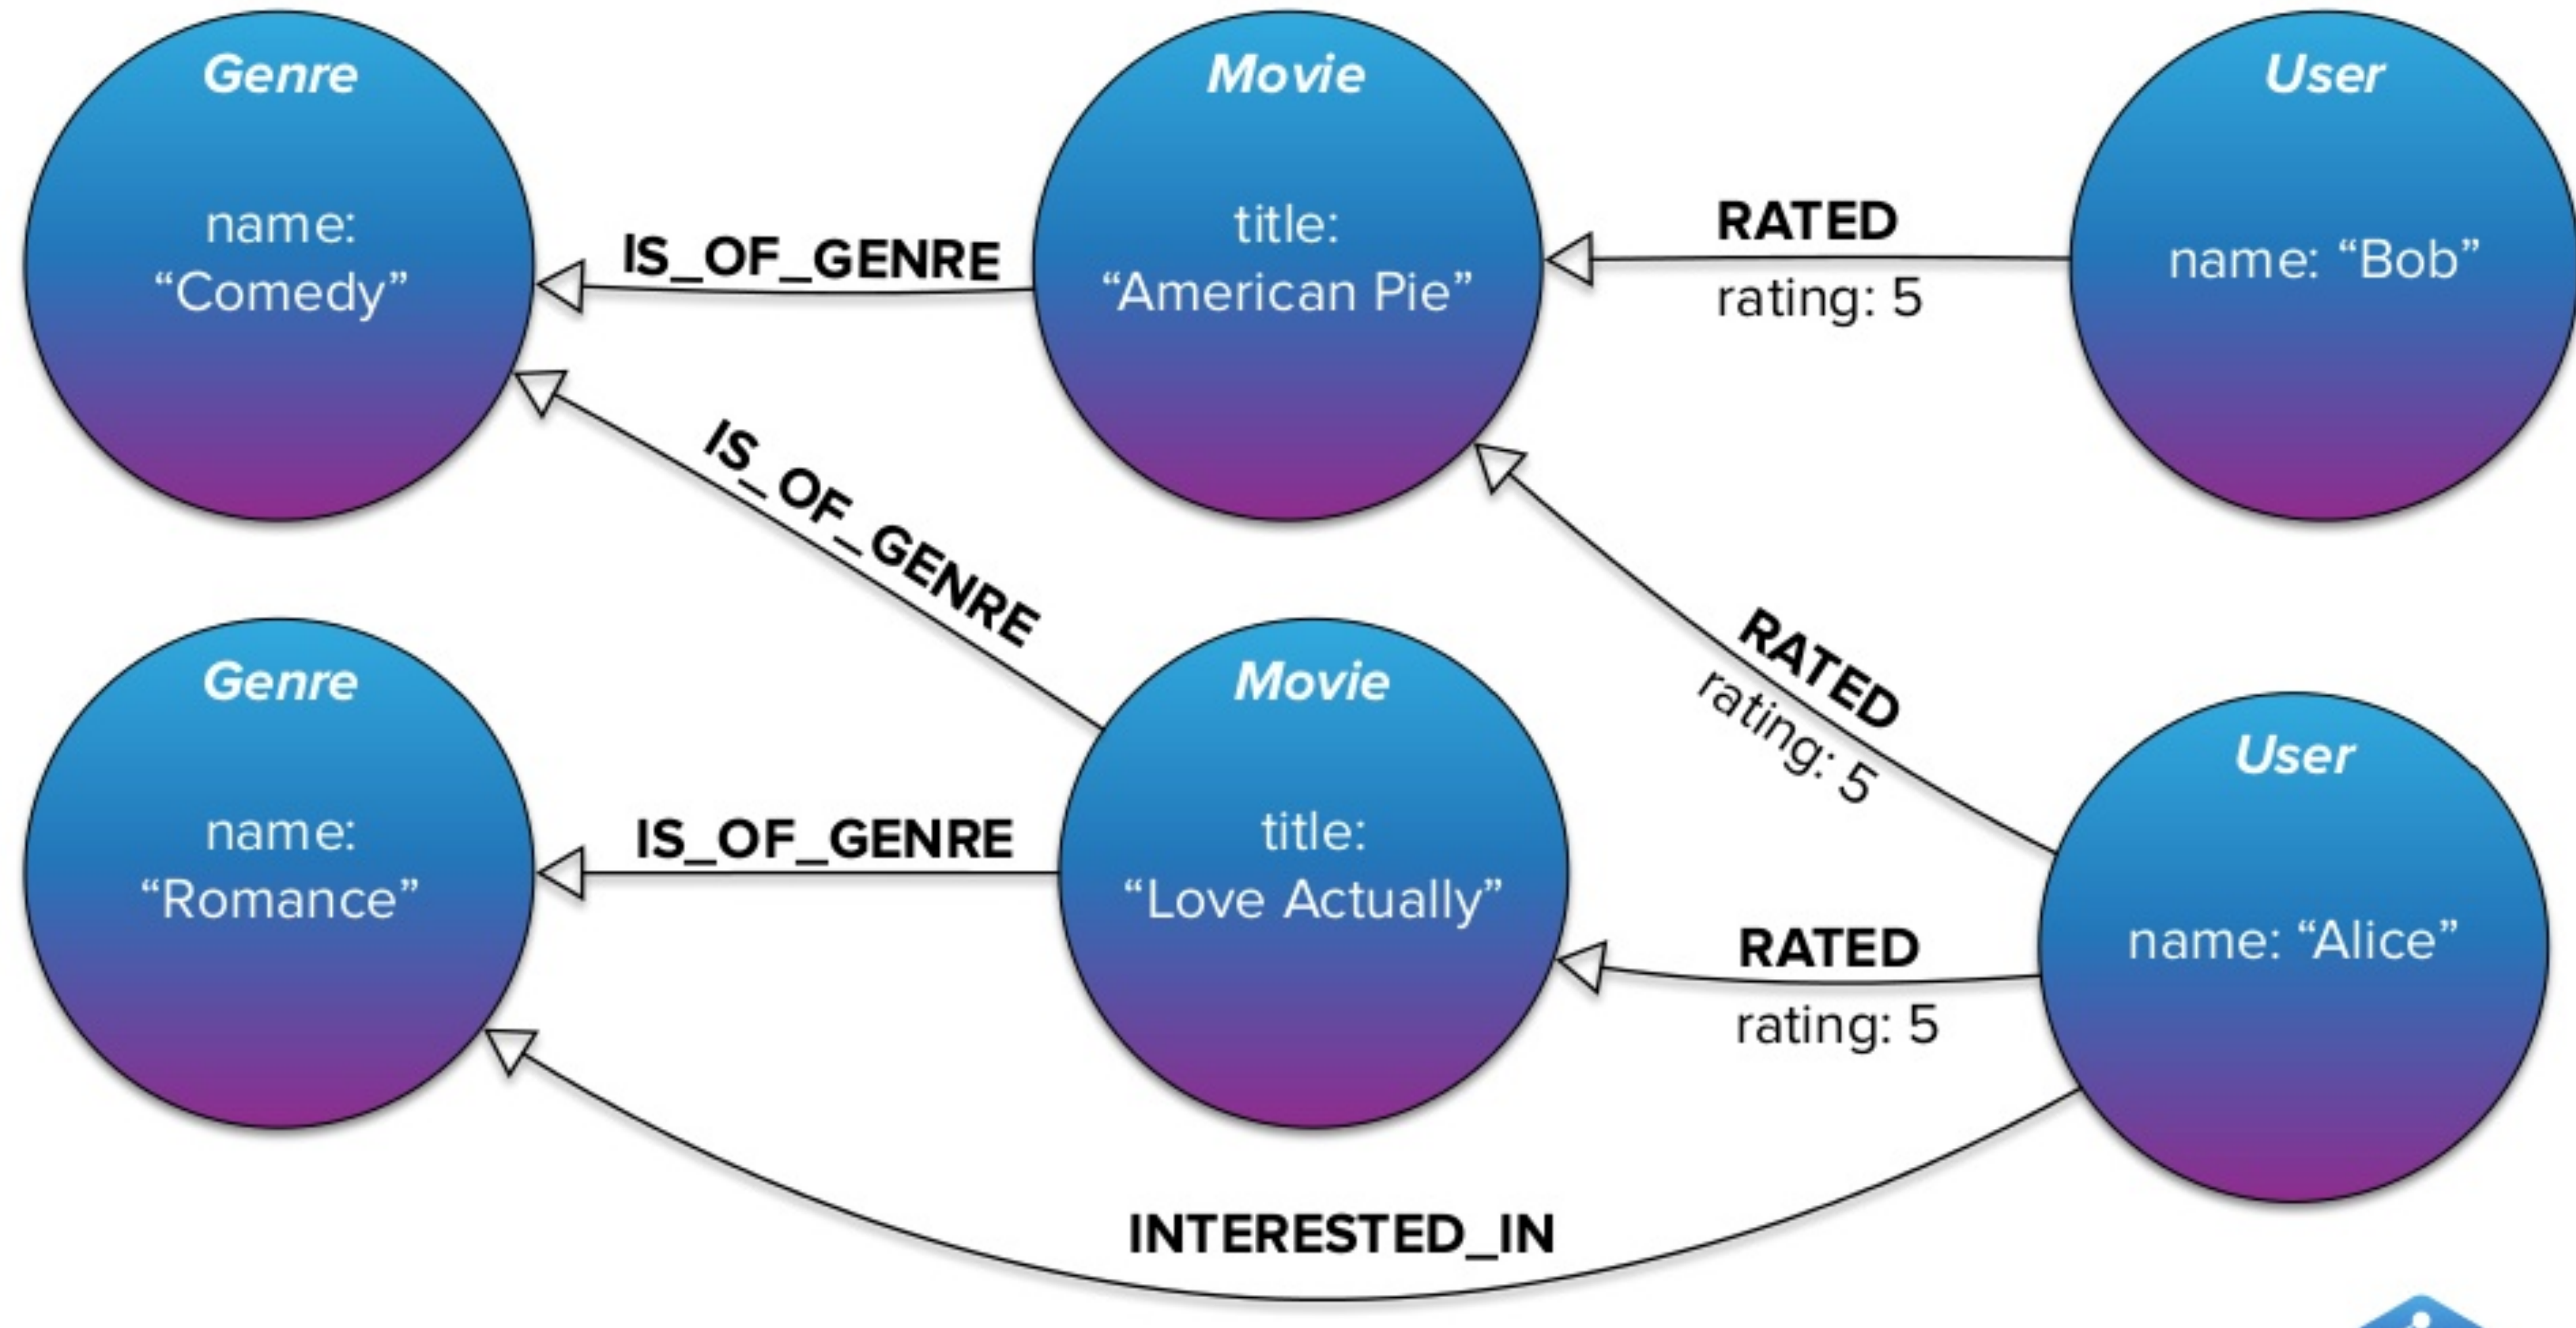 Genre
name:
“Comedy”
IS_OF_GENRE
Movie
title:
“American Pie”
RATED
rating: 5
User
name: “Bob”
IS_OF_GENRE
RATED
rating: 5
Genre
name:
“Romance”
IS_OF_GENRE
Movie
title:
“Love Actually”
RATED
rating: 5
User
name: “Alice”
INTERESTED_IN